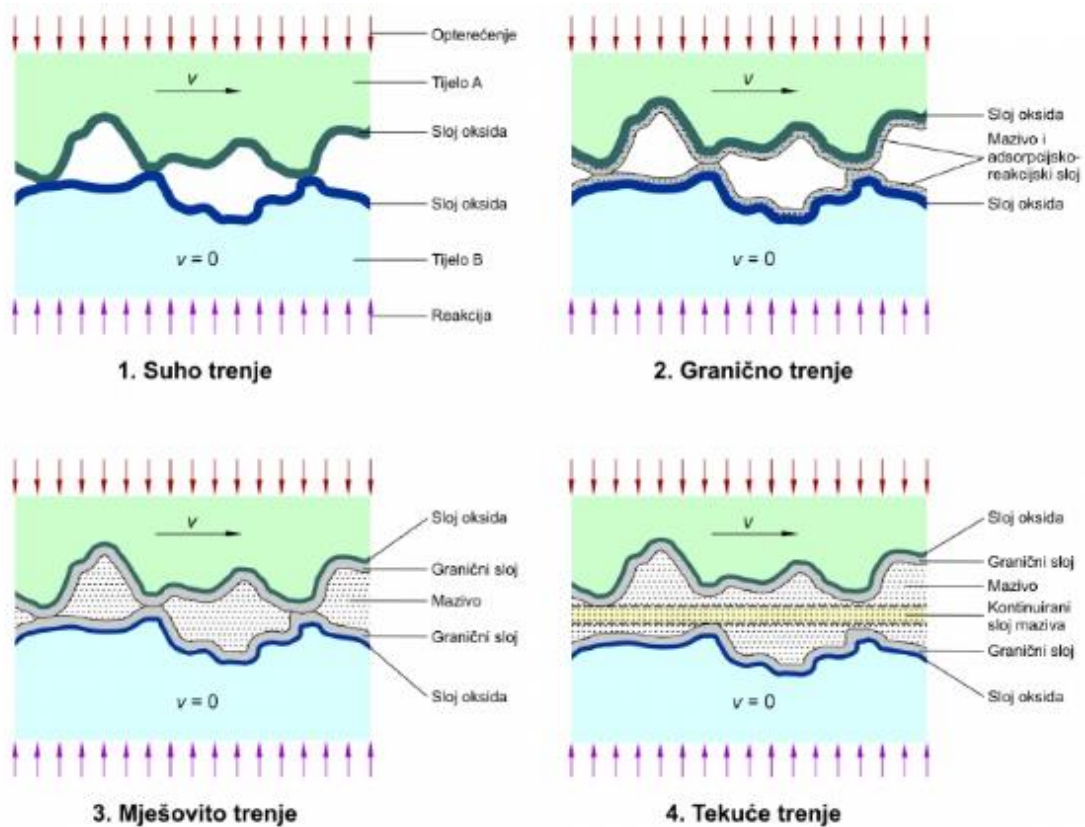 Opterećenje
v
Tijelo A
Sloj oksida
Sloj oksida
v = 0
Tijelo B
Reakcija
1. Suho trenje
v
Sloj oksida
Mazivo i
adsorpcijsko-
reakcijski sloj
Sloj oksida
v = 0
2. Granično trenje
v
Sloj oksida
Granični sloj
Mazivo
Granični sloj
Sloj oksida
v = 0
3. Mješovito trenje
v
Sloj oksida
Granični sloj
Mazivo
Kontinuirani
sloj maziva
Granični sloj
Sloj oksida
v = 0
4. Tekuće trenje